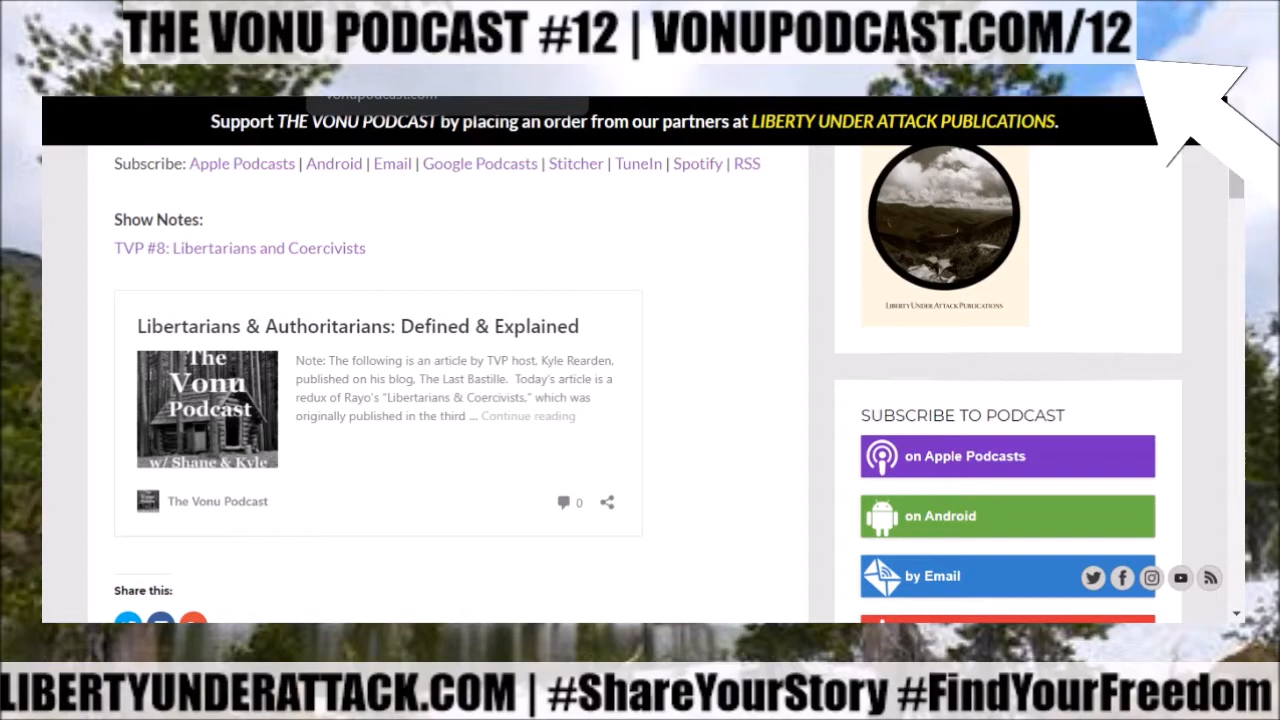 THE VONU PODCAST #12 | VONUPODCAST.COM/12
vonupodcast.com
Support THE VONU PODCAST by placing an order from our partners at LIBERTY UNDER ATTACK PUBLICATIONS.
Subscribe: Apple Podcasts | Android | Email | Google Podcasts | Stitcher | TuneIn | Spotify | RSS
Show Notes:
TVP #8: Libertarians and Coercivists
Libertarians & Authoritarians: Defined & Explained
The
Vonu
Podcast
w/ Shane & Kyle
Note: The following is an article by TVP host, Kyle Rearden,
published on his blog, The Last Bastille. Today's article is a
redux of Rayo's "Libertarians & Coercivists," which was
originally published in the third ... Continue reading
The Vonu Podcast
0
Share this:
LIBERTYUNDERATTACKPUBLICATIONS
SUBSCRIBE TO PODCAST
on Apple Podcasts
on Android
by Email
LIBERTYUNDERATTACK.COM | #ShareYourStory #FindYourFreedom